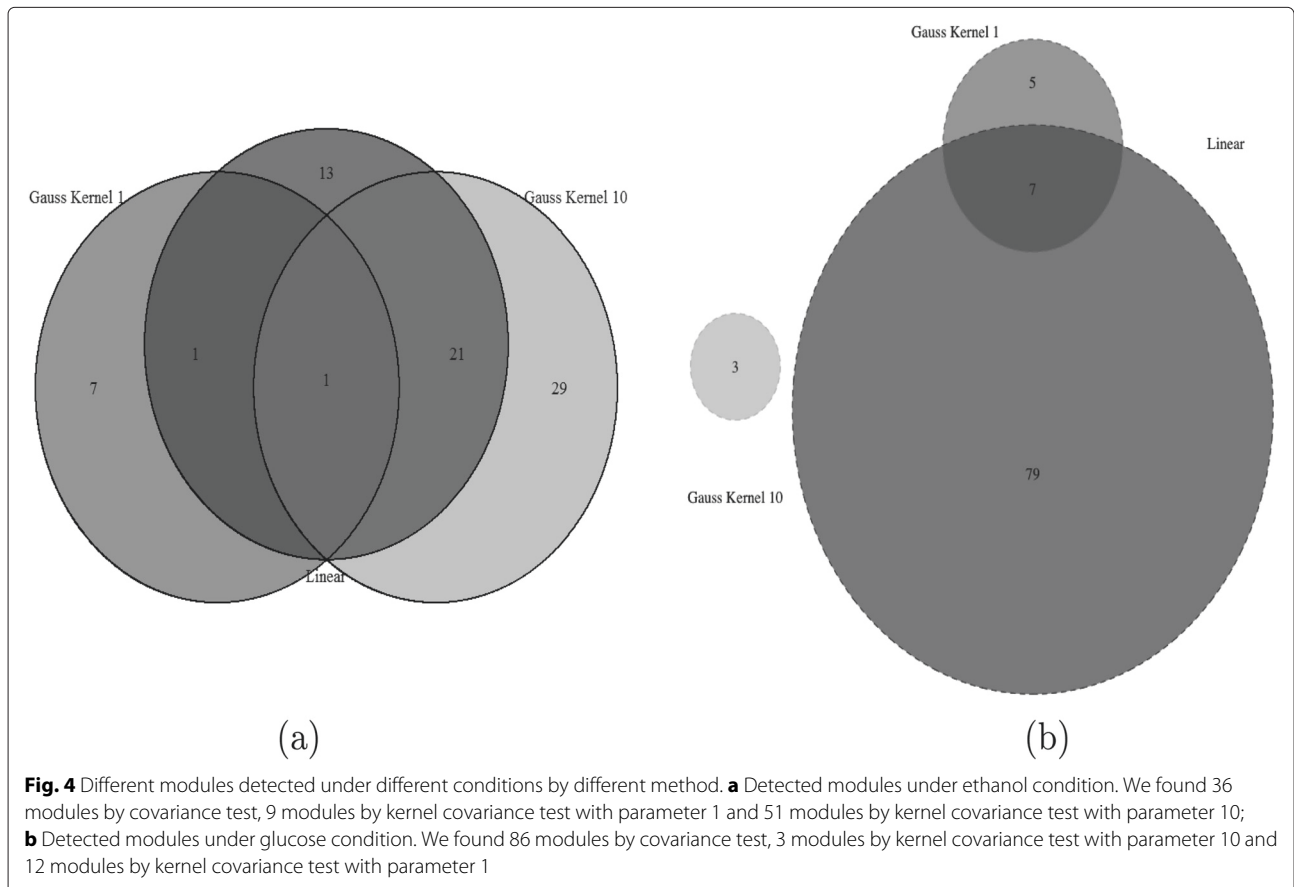 Gauss Kernel 1
5
13
Linear
Gauss Kernel 1
Gauss Kernel 10
7
1
21
1
3
7
29
79
Gauss Kernel 10
Linear
(a)
(b)
Fig. 4 Different modules detected under different conditions by different method. a Detected modules under ethanol condition. We found 36
modules by covariance test, 9 modules by kernel covariance test with parameter 1 and 51 modules by kernel covariance test with parameter 10;
b Detected modules under glucose condition. We found 86 modules by covariance test, 3 modules by kernel covariance test with parameter 10 and
12 modules by kernel covariance test with parameter 1